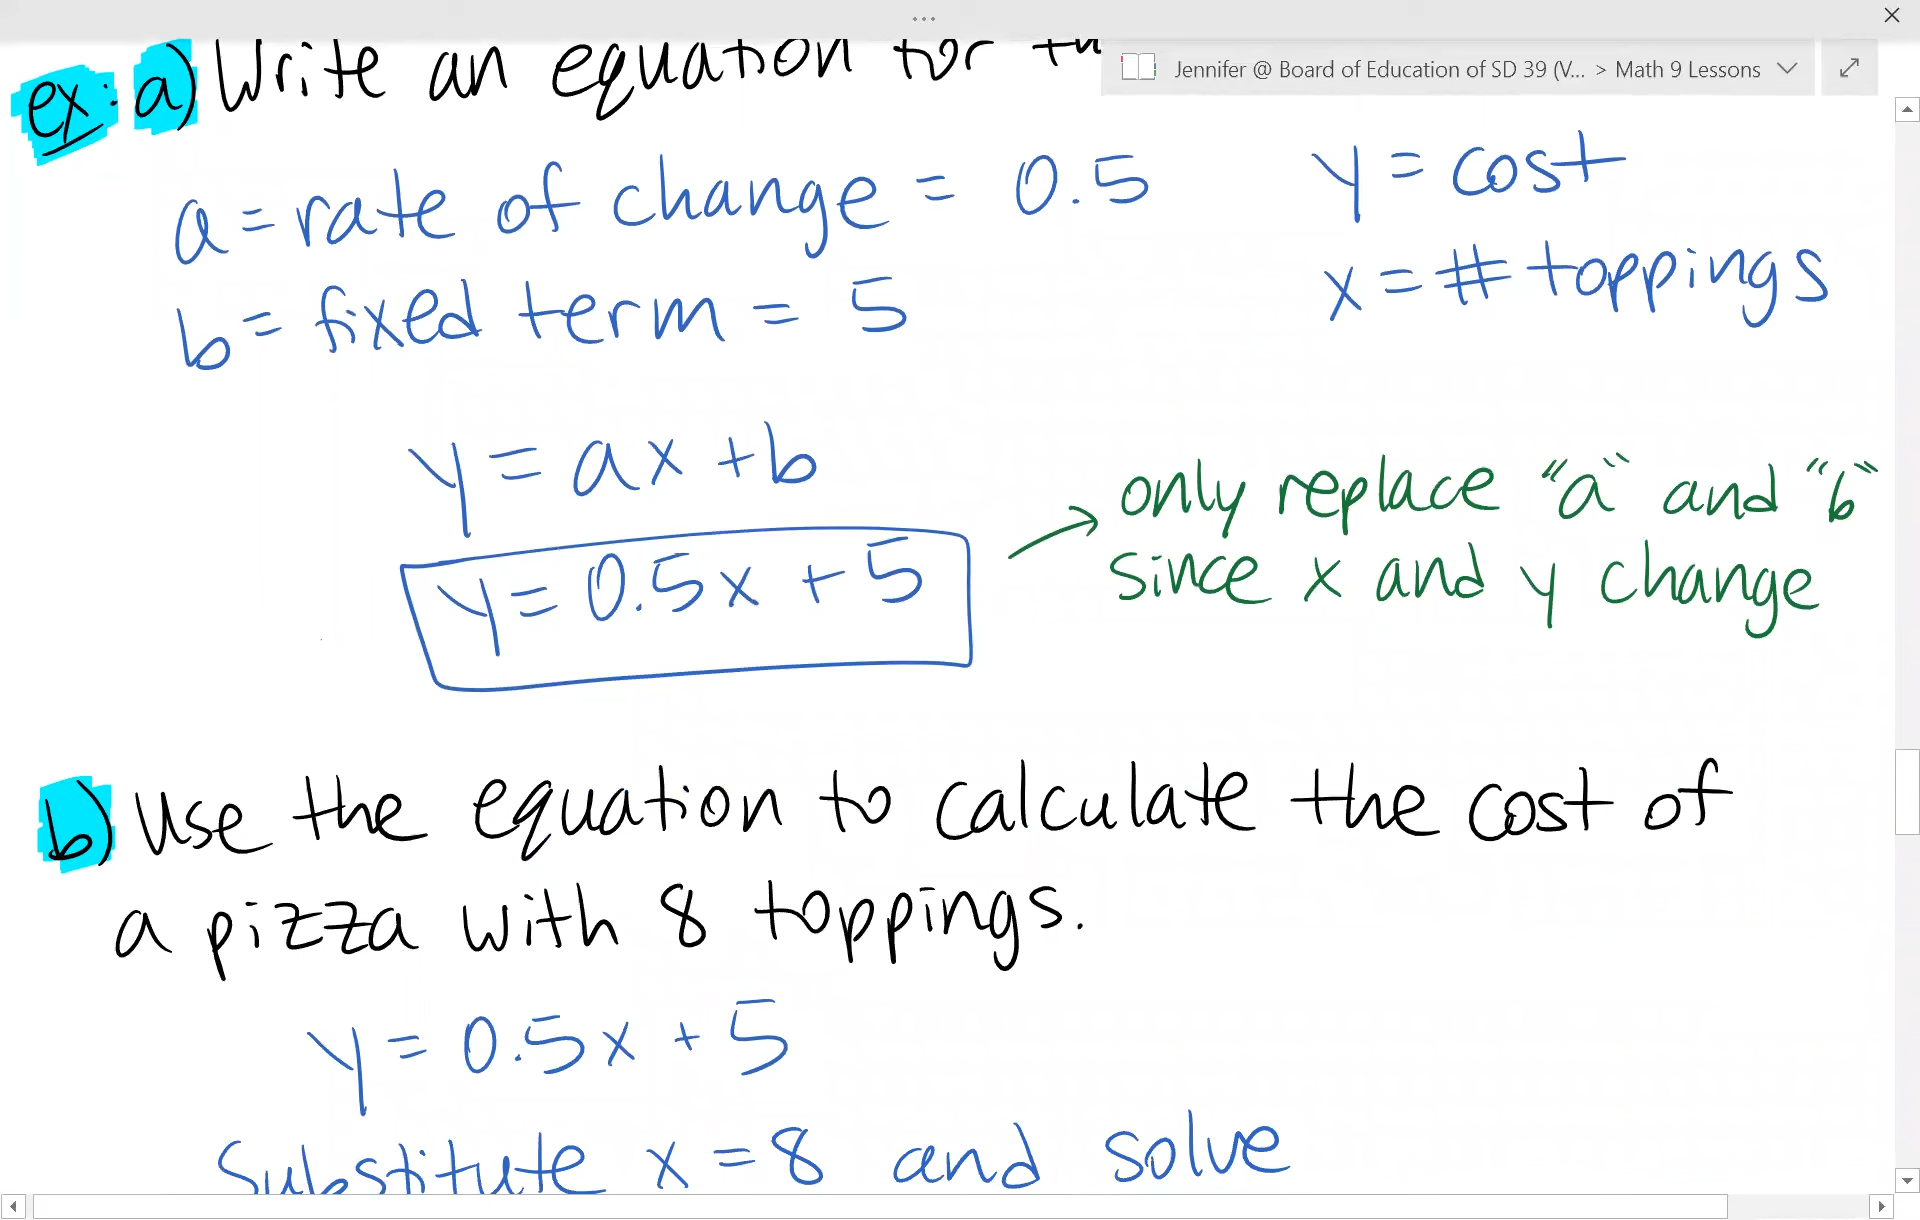 Jennifer @ Board of Education of SD 39 (V... > Math 9 Lessons
ex: a) Write an equation for
a = rate of change = 0.5
y = cost
b = fixed term = 5
x = # toppings
y = ax + b
y = 0.5x + 5
only replace "a" and "b"
since x and y change
b) Use the equation to calculate the cost of
a pizza with 8 toppings.
y = 0.5x + 5
Substitute x = 8 and solve